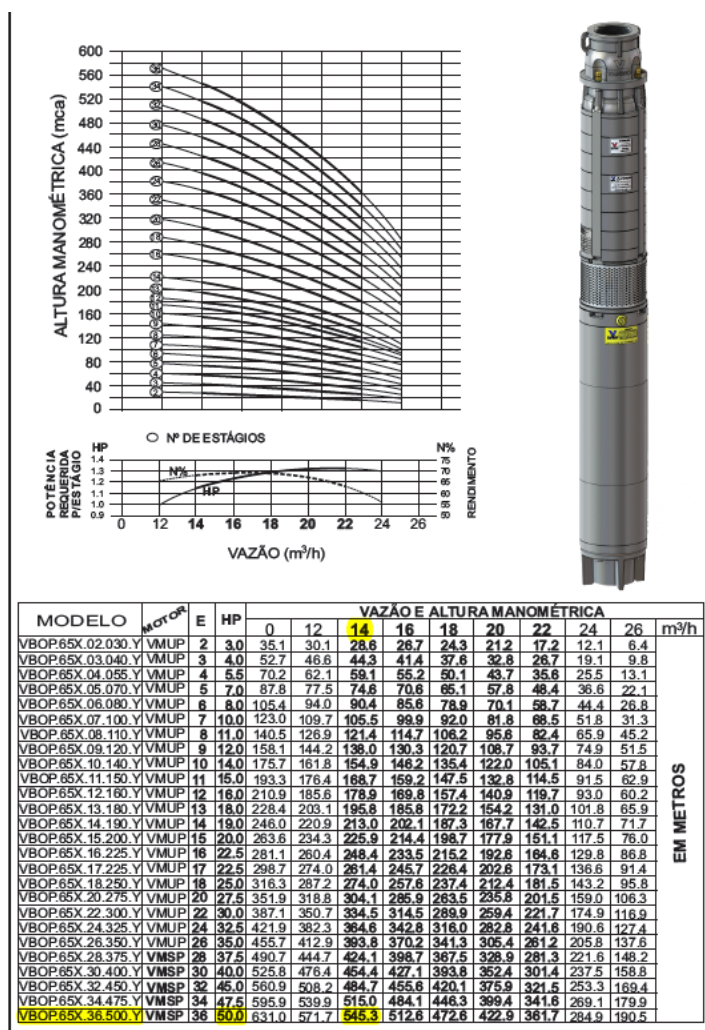 600
560
520
480
440
400
360
320
280
240
200
160
120
80
40
0
ALTURA MANOMÉTRICA (mca)
36
34
32
30
28
26
24
22
20
18
16
14
13
12
11
10
9
8
7
6
5
4
3
2
Nº DE ESTÁGIOS
POTÊNCIA
REQUERIDA
P/ESTÁGIO
HP
1.4
1.3
1.2
1.1
1.0
0.9
N%
HP
N%
75
70
65
60
55
50
RENDIMENTO
0 12 14 16 18 20 22 24 26
VAZÃO (m³/h)
MODELO MOTOR E HP VAZÃO E ALTURA MANOMÉTRICA
0 12 14 16 18 20 22 24 26 m³/h
VBOP.65X.02.030.Y VMUP 2 3.0 35.1 30.1 28.6 26.7 24.3 21.2 17.2 12.1 6.4
VBOP.65X.03.040.Y VMUP 3 4.0 52.7 46.6 44.3 41.4 37.6 32.8 26.7 19.1 9.8
VBOP.65X.04.055.Y VMUP 4 5.5 70.2 62.1 59.1 55.2 50.1 43.7 35.6 25.5 13.1
VBOP.65X.05.070.Y VMUP 5 7.0 87.8 77.5 74.6 70.6 65.1 57.8 48.4 36.6 22.1
VBOP.65X.06.080.Y VMUP 6 8.0 105.4 94.0 90.4 85.6 78.9 70.1 58.7 44.4 26.8
VBOP.65X.07.100.Y VMUP 7 10.0 123.0 109.7 105.5 99.9 92.0 81.8 68.5 51.8 31.3
VBOP.65X.08.110.Y VMUP 8 11.0 140.5 126.9 121.4 114.7 106.2 95.6 82.4 65.9 45.2
VBOP.65X.09.120.Y VMUP 9 12.0 158.1 144.2 138.0 130.3 120.7 108.7 93.7 74.9 51.5
VBOP.65X.10.140.Y VMUP 10 14.0 175.7 161.8 154.9 146.2 135.4 122.0 105.1 84.0 57.8
VBOP.65X.11.150.Y VMUP 11 15.0 193.3 176.4 168.7 159.2 147.5 132.8 114.5 91.5 62.9
VBOP.65X.12.160.Y VMUP 12 16.0 210.9 185.6 178.9 169.8 157.4 140.9 119.7 93.0 60.2
VBOP.65X.13.180.Y VMUP 13 18.0 228.4 203.1 195.8 185.8 172.2 154.2 131.0 101.8 65.9
VBOP.65X.14.190.Y VMUP 14 19.0 246.0 220.9 213.0 202.1 187.3 167.7 142.5 110.7 71.7
VBOP.65X.15.200.Y VMUP 15 20.0 263.6 234.3 225.9 214.4 198.7 177.9 151.1 117.5 76.0
VBOP.65X.16.225.Y VMUP 16 22.5 281.1 260.4 248.4 233.5 215.2 192.6 164.6 129.8 86.8
VBOP.65X.17.225.Y VMUP 17 22.5 298.7 274.0 261.4 245.7 226.4 202.6 173.1 136.6 91.4
VBOP.65X.18.250.Y VMUP 18 25.0 316.3 287.2 274.0 257.6 237.4 212.4 181.5 143.2 95.8
VBOP.65X.20.275.Y VMUP 20 27.5 351.9 318.8 304.1 285.9 263.5 235.8 201.5 159.0 106.3
VBOP.65X.22.300.Y VMUP 22 30.0 387.1 350.7 334.5 314.5 289.9 259.4 221.7 174.9 116.9
VBOP.65X.24.325.Y VMUP 24 32.5 421.9 382.3 364.6 342.8 316.0 282.8 241.6 190.6 127.4
VBOP.65X.26.350.Y VMUP 26 35.0 455.7 412.9 393.8 370.2 341.3 305.4 261.2 205.8 137.6
VBOP.65X.28.375.Y VMSP 28 37.5 490.7 444.7 424.1 398.7 367.5 328.9 281.3 221.6 148.2
VBOP.65X.30.400.Y VMSP 30 40.0 525.8 476.4 454.4 427.1 393.8 352.4 301.4 237.5 158.8
VBOP.65X.32.450.Y VMSP 32 45.0 560.9 508.2 484.7 455.6 420.1 375.9 321.5 253.3 169.4
VBOP.65X.34.475.Y VMSP 34 47.5 595.9 539.9 515.0 484.1 446.3 399.4 341.6 269.1 179.9
VBOP.65X.36.500.Y VMSP 36 50.0 631.0 571.7 545.3 512.6 472.6 422.9 361.7 284.9 190.5
EM METROS